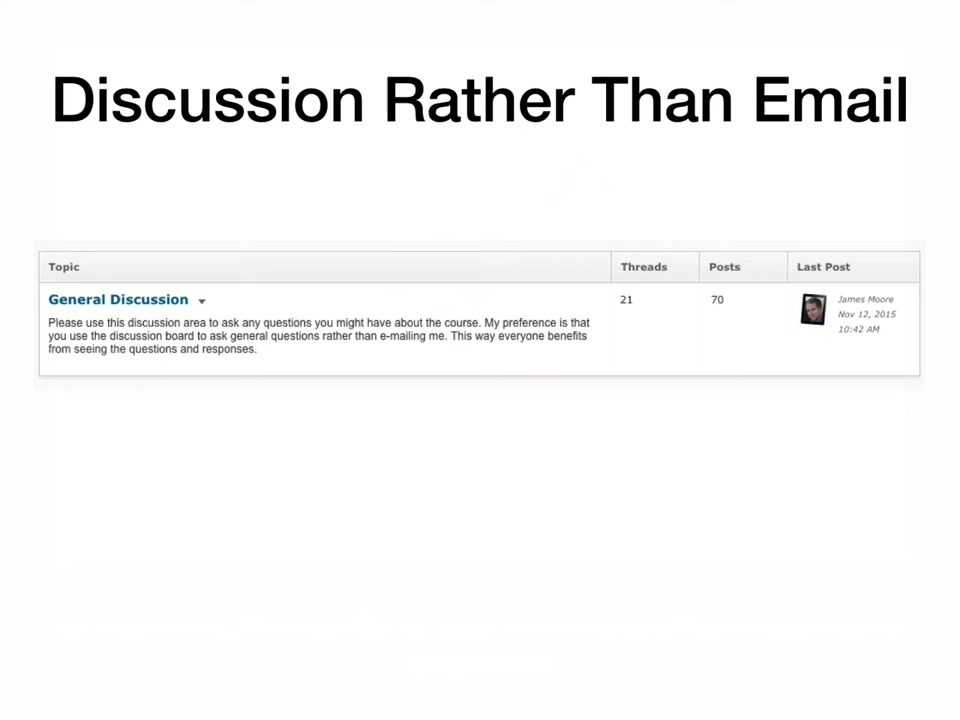 Discussion Rather Than Email
Topic Threads Posts Last Post
General Discussion 21 70 James Moore
Nov 12, 2015
10:42 AM
Please use this discussion area to ask any questions you might have about the course. My preference is that
you use the discussion board to ask general questions rather than e-mailing me. This way everyone benefits
from seeing the questions and responses.